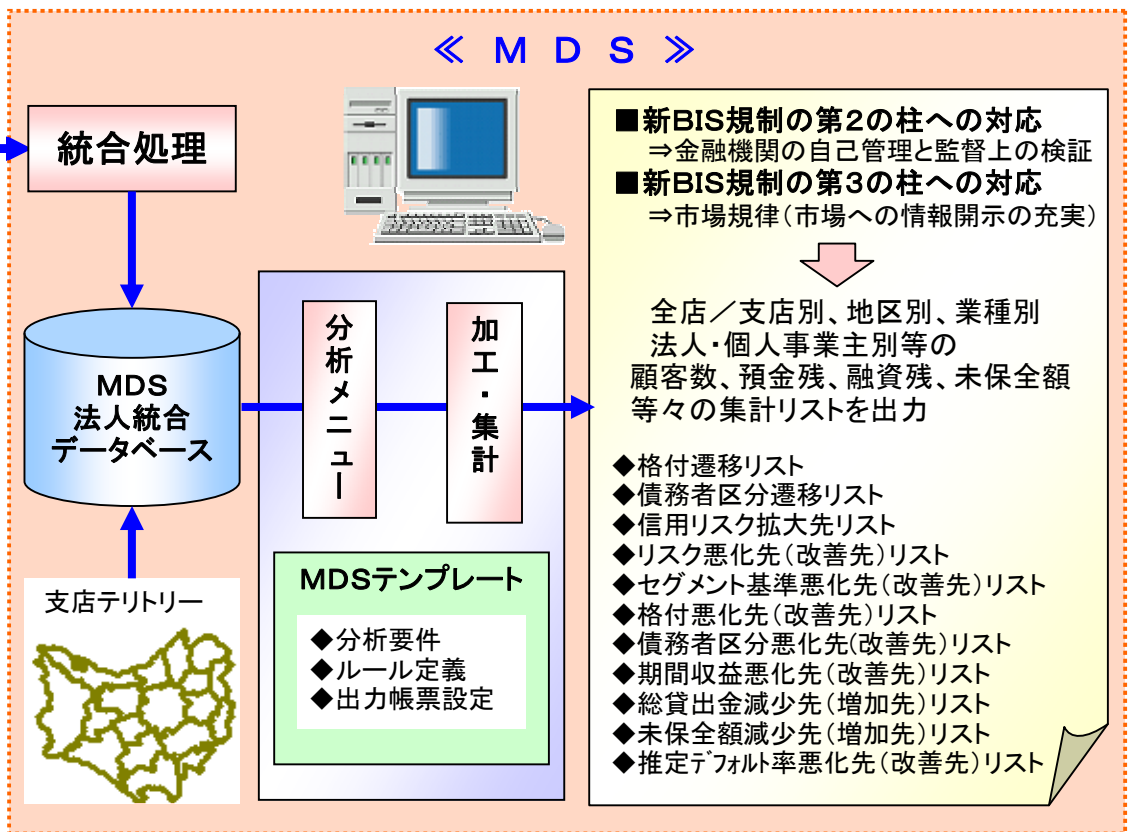 ≪ M D S ≫
統合処理
MDS
法人統合
データベース
支店テリトリー
分析メニュー
加工・集計
MDSテンプレート
◆分析要件
◆ルール定義
◆出力帳票設定
■新BIS規制の第2の柱への対応
⇒金融機関の自己管理と監督上の検証
■新BIS規制の第3の柱への対応
⇒市場規律(市場への情報開示の充実)
全店／支店別、地区別、業種別
法人・個人事業主別等の
顧客数、預金残、融資残、未保全額
等々の集計リストを出力
◆格付遷移リスト
◆債務者区分遷移リスト
◆信用リスク拡大先リスト
◆リスク悪化先(改善先)リスト
◆セグメント基準悪化先(改善先)リスト
◆格付悪化先(改善先)リスト
◆債務者区分悪化先(改善先)リスト
◆期間収益悪化先(改善先)リスト
◆総貸出金減少先(増加先)リスト
◆未保全額減少先(増加先)リスト
◆推定ﾃﾞﾌｫﾙﾄ率悪化先(改善先)リスト